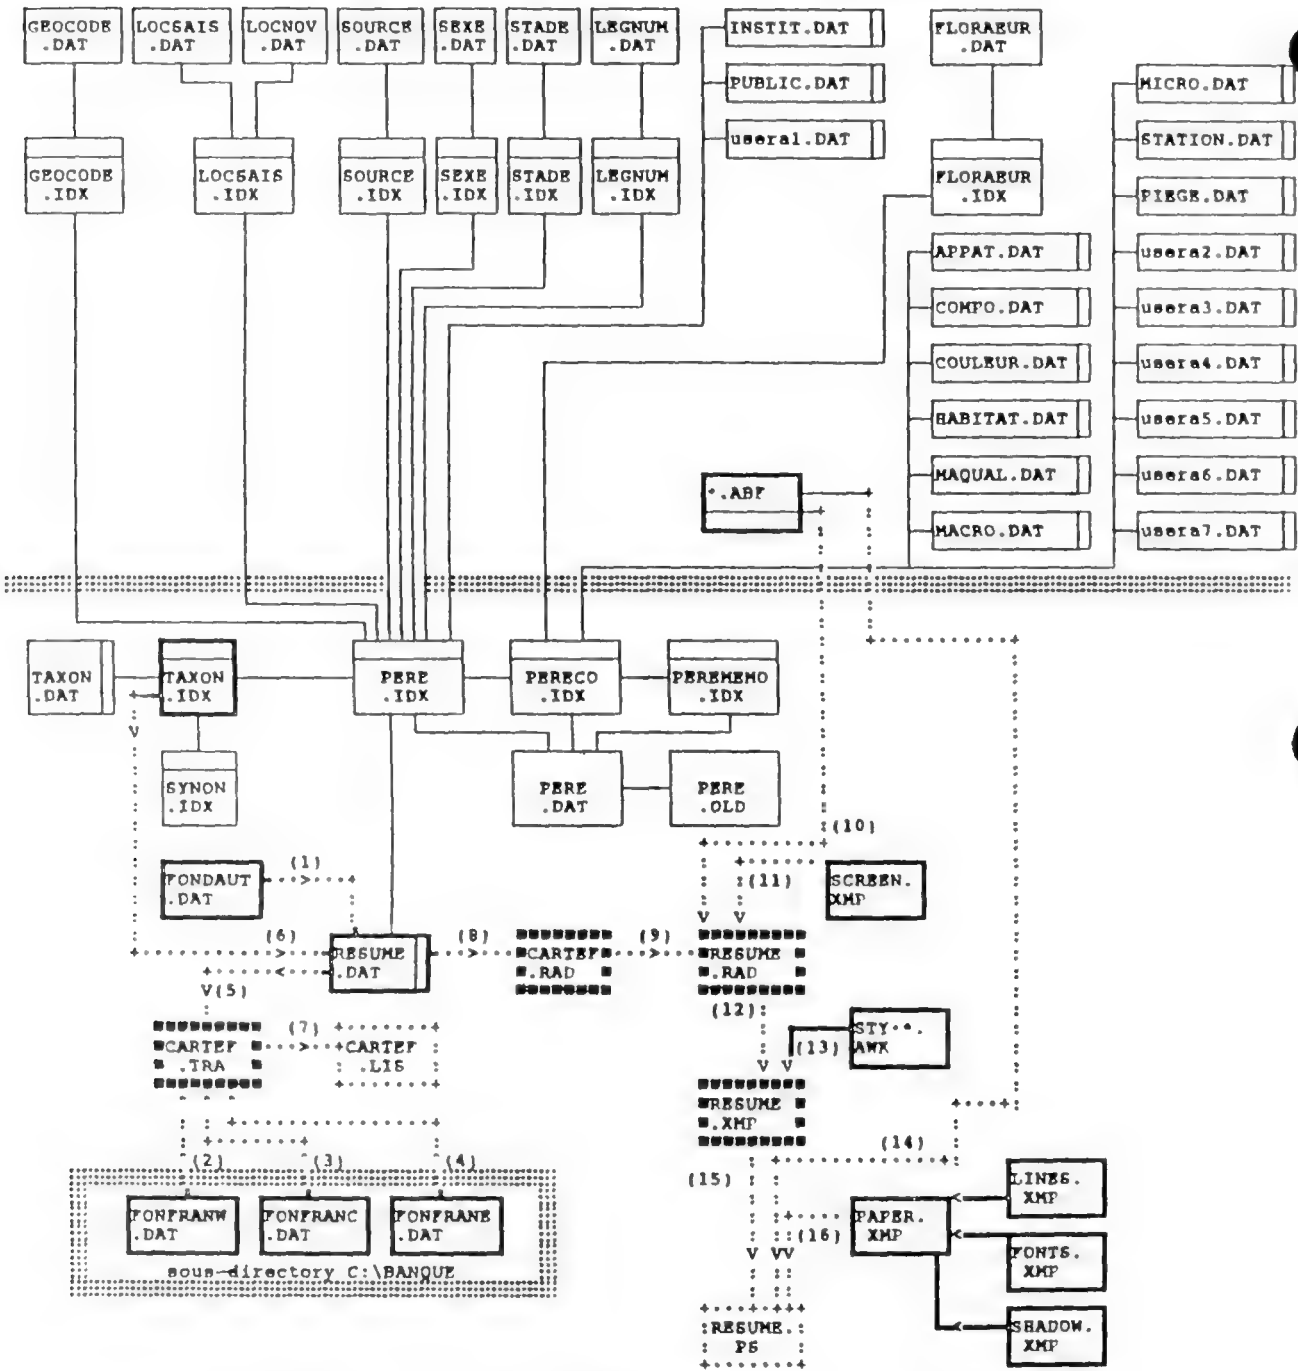 GEOCODE
.DAT
LOCSAIS
.DAT
LOCNOV
.DAT
SOURCE
.DAT
SEXE
.DAT
STADE
.DAT
LEGNUM
.DAT
INSTIT.DAT
PUBLIC.DAT
usera1.DAT
FLORAEUR
.DAT
MICRO.DAT
STATION.DAT
PIEGE.DAT
usera2.DAT
usera3.DAT
usera4.DAT
usera5.DAT
usera6.DAT
usera7.DAT
GEOCODE
.IDX
LOCSAIS
.IDX
SOURCE
.IDX
SEXE
.IDX
STADE
.IDX
LEGNUM
.IDX
FLORAEUR
.IDX
APPAT.DAT
COMPO.DAT
COULEUR.DAT
HABITAT.DAT
MAQUAL.DAT
MACRO.DAT
*.ABF
TAXON
.DAT
TAXON
.IDX
PERE
.IDX
PERECO
.IDX
PEREMEMO
.IDX
SYNON
.IDX
PERE
.DAT
PERE
.OLD
(10)
(1)
FONDAUT
.DAT
(11)
SCREEN.
XMP
(6)
RESUME
.DAT
(8)
CARTEF
.RAD
(9)
RESUME
.RAD
V(5)
(12)
CARTEF
.TRA
(7)
CARTEF
.LIS
(13)
STY**.
AWK
RESUME
.XMP
(14)
(2)
(3)
(4)
(15)
FONFRANW
.DAT
FONFRANC
.DAT
FONFRANE
.DAT
sous-directory C:\BANQUE
(16)
PAPER.
XMP
LINES.
XMP
FONTS.
XMP
SHADOW.
XMP
RESUME.
PS